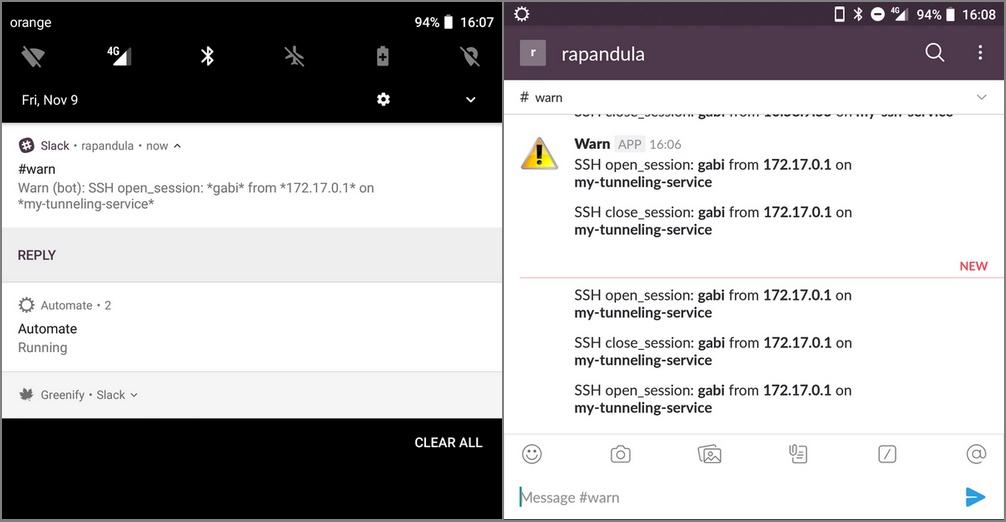 orange
94% 16:07
4G
Fri, Nov 9
Slack • rapandula • now
#warn
Warn (bot): SSH open_session: *gabi* from *172.17.0.1* on
*my-tunneling-service*
REPLY
Automate • 2
Automate
Running
Greenify • Slack
CLEAR ALL
4G 94% 16:08
r rapandula
# warn
SSH close_session: gabi from on my-ssh-service
Warn APP 16:06
SSH open_session: gabi from 172.17.0.1 on
my-tunneling-service
SSH close_session: gabi from 172.17.0.1 on
my-tunneling-service
NEW
SSH open_session: gabi from 172.17.0.1 on
my-tunneling-service
SSH close_session: gabi from 172.17.0.1 on
my-tunneling-service
SSH open_session: gabi from 172.17.0.1 on
my-tunneling-service
Message #warn